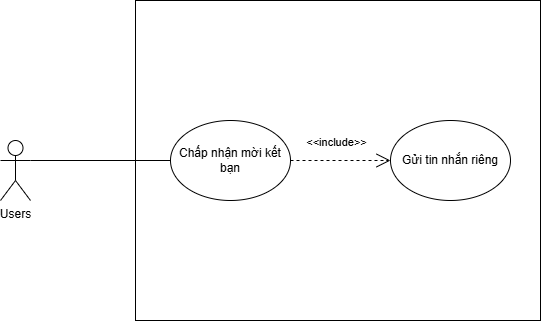 <<include>>
Chấp nhận mời kết
bạn
Gửi tin nhắn riêng
Users